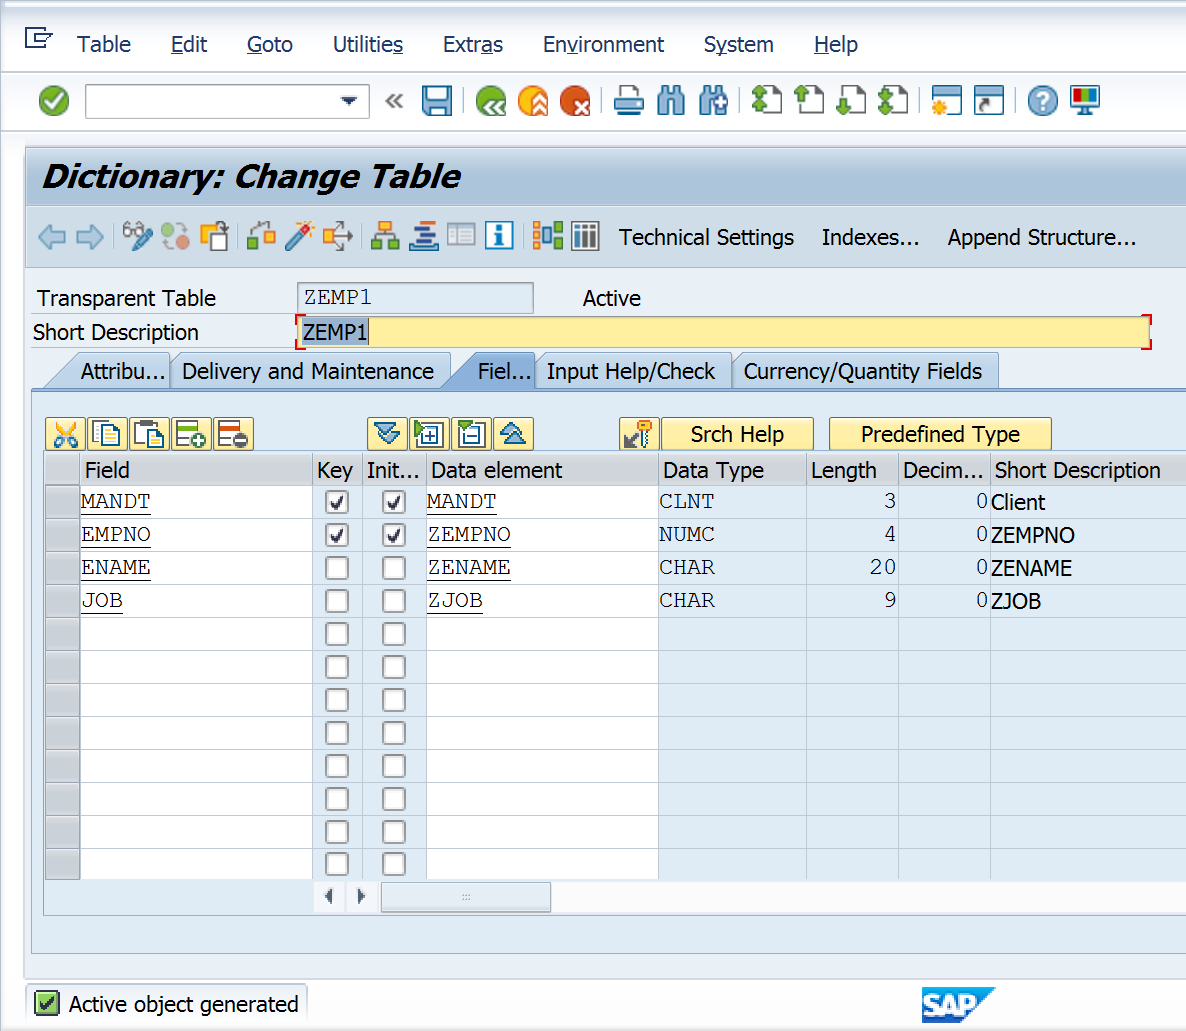 Table Edit Goto Utilities Extras Environment System Help
Dictionary: Change Table
Technical Settings Indexes... Append Structure...
Transparent Table ZEMP1 Active
Short Description ZEMP1
Attribu... Delivery and Maintenance Fiel... Input Help/Check Currency/Quantity Fields
Srch Help Predefined Type
Field Key Init... Data element Data Type Length Decim... Short Description
MANDT MANDT CLNT 3 0 Client
EMPNO ZEMPNO NUMC 4 0 ZEMPNO
ENAME ZENAME CHAR 20 0 ZENAME
JOB ZJOB CHAR 9 0 ZJOB
Active object generated
SAP